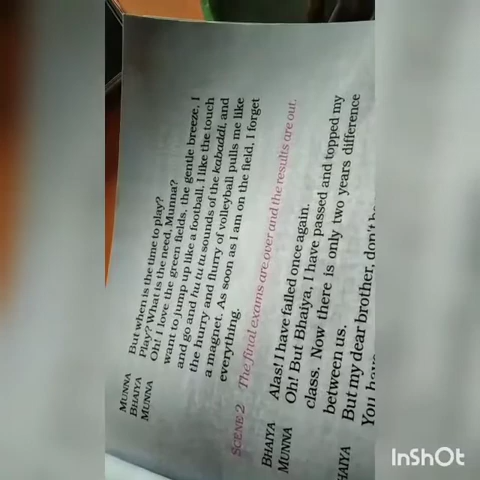 MUNNA But when is the time to play?
BHAIYA Play? What is the need, Munna?
MUNNA Oh! I love the green fields, the gentle breeze, I
want to jump up like a football, I like the touch
and go and hu tu tu sounds of the kabaddi, and
the hurry and flurry of volleyball pulls me like
a magnet. As soon as I am on the field, I forget
everything.
SCENE 2 The final exams are over and the results are out.
BHAIYA Alas! I have failed once again.
MUNNA Oh! But Bhaiya, I have passed and topped my
class. Now there is only two years difference
between us.
HAIYA But my dear brother, don't
You have
InShOt